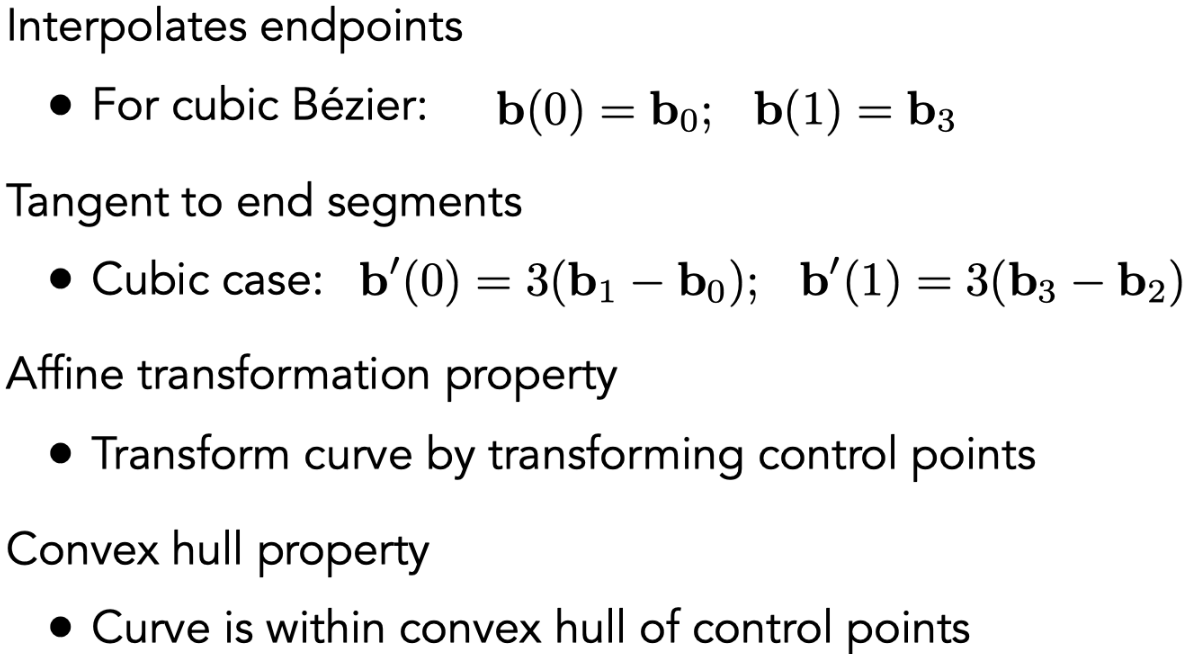 Interpolates endpoints
• For cubic Bézier: b(0) = b₀; b(1) = b₃
Tangent to end segments
• Cubic case: b′(0) = 3(b₁ − b₀); b′(1) = 3(b₃ − b₂)
Affine transformation property
• Transform curve by transforming control points
Convex hull property
• Curve is within convex hull of control points